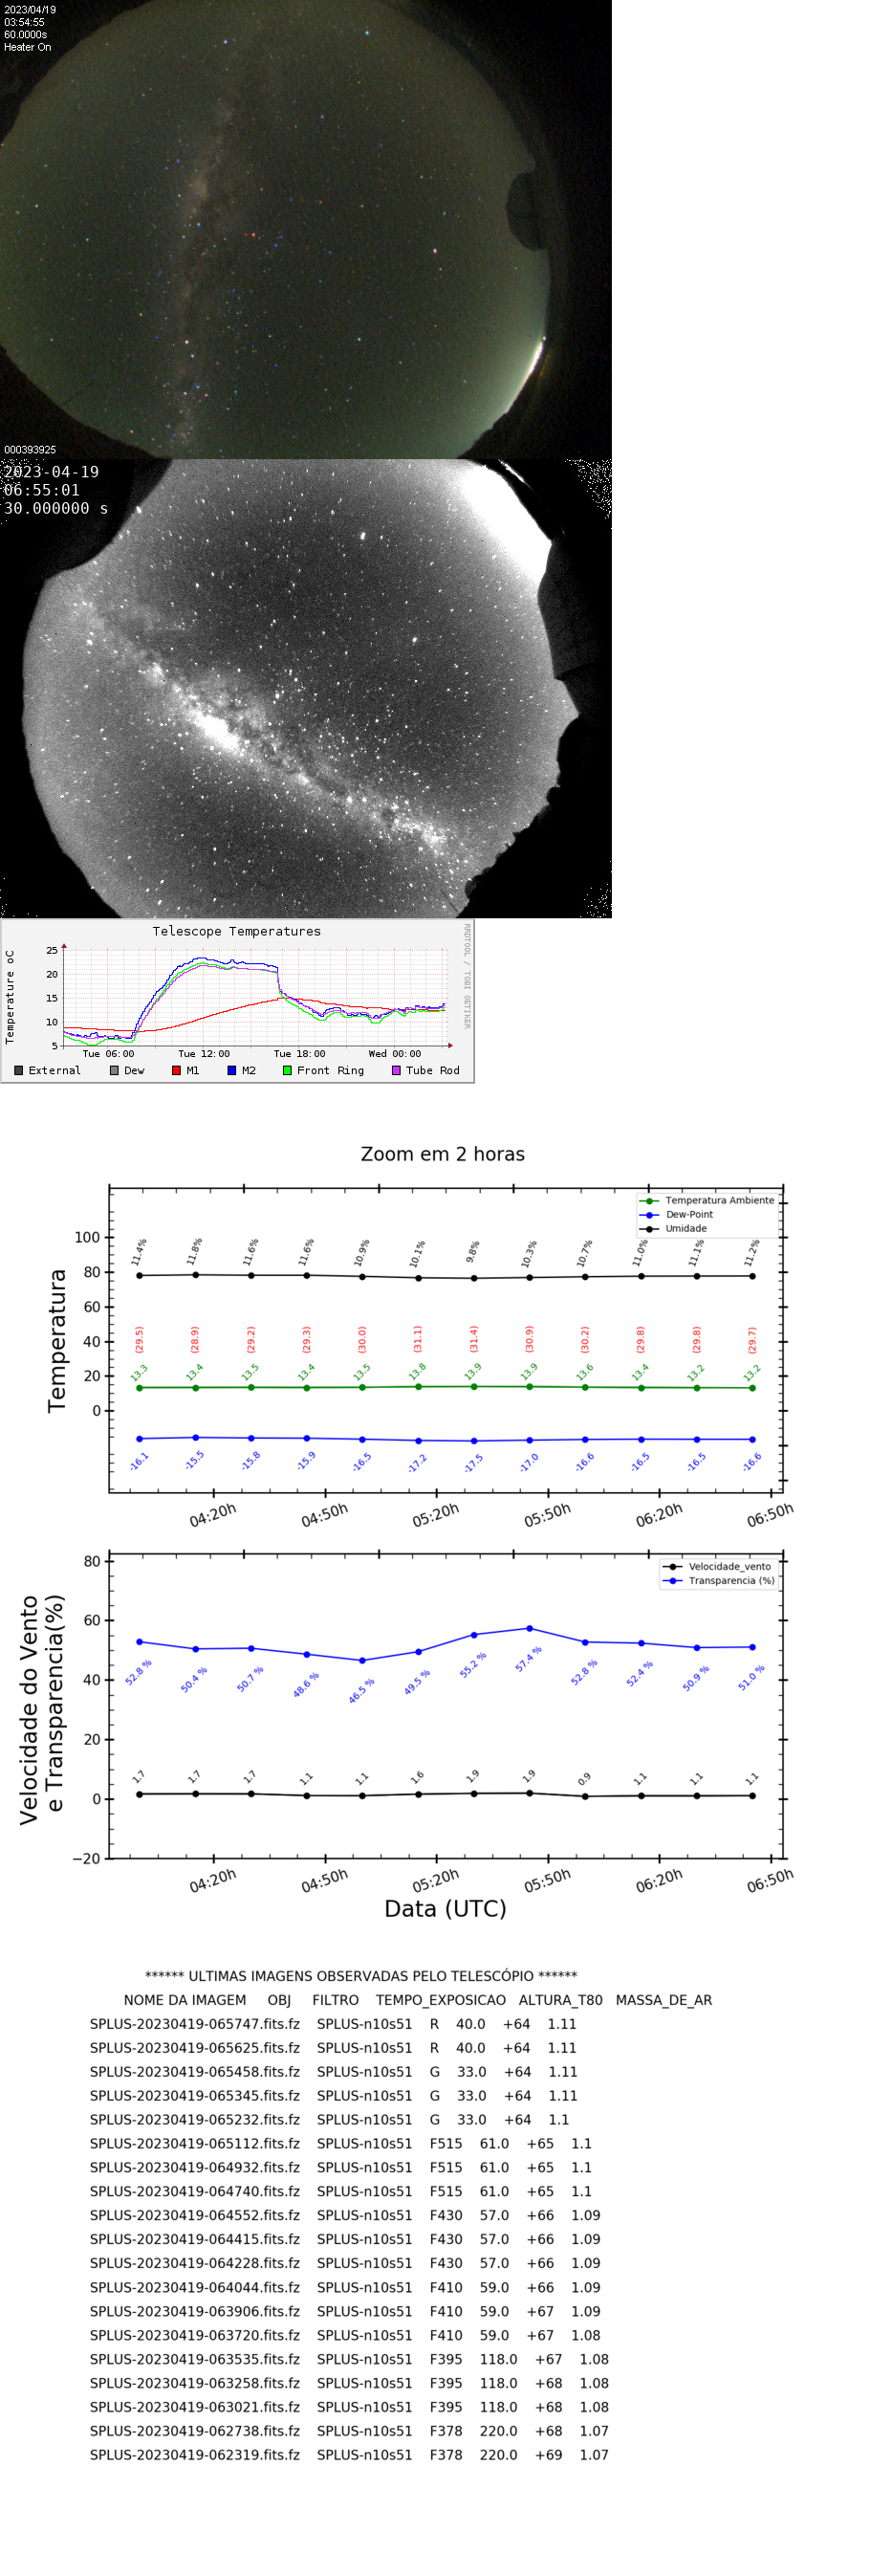 2023/04/19
03:54:55
60.0000s
Heater On
000393925
2023-04-19
06:55:01
30.000000 s
Telescope Temperatures
RRDTOOL / TOBI OETIKER
Temperature oC
25
20
15
10
5
Tue 06:00 Tue 12:00 Tue 18:00 Wed 00:00
External Dew M1 M2 Front Ring Tube Rod
Zoom em 2 horas
Temperatura Ambiente
Dew-Point
Umidade
Temperatura
100
80
60
40
20
0
11.4% 11.8% 11.6% 11.6% 10.9% 10.1% 9.8% 10.3% 10.7% 11.0% 11.1% 11.2%
(29.5) (28.9) (29.2) (29.3) (30.0) (31.1) (31.4) (30.9) (30.2) (29.8) (29.8) (29.7)
13.3 13.4 13.5 13.4 13.5 13.8 13.9 13.9 13.6 13.4 13.2 13.2
-16.1 -15.5 -15.8 -15.9 -16.5 -17.2 -17.5 -17.0 -16.6 -16.5 -16.5 -16.6
04:20h 04:50h 05:20h 05:50h 06:20h 06:50h
Velocidade_vento
Transparencia (%)
Velocidade do Vento
e Transparencia(%)
80
60
40
20
0
−20
52.8 % 50.4 % 50.7 % 48.6 % 46.5 % 49.5 % 55.2 % 57.4 % 52.8 % 52.4 % 50.9 % 51.0 %
1.7 1.7 1.7 1.1 1.1 1.6 1.9 1.9 0.9 1.1 1.1 1.1
04:20h 04:50h 05:20h 05:50h 06:20h 06:50h
Data (UTC)
****** ULTIMAS IMAGENS OBSERVADAS PELO TELESCÓPIO ******
NOME DA IMAGEM OBJ FILTRO TEMPO_EXPOSICAO ALTURA_T80 MASSA_DE_AR
SPLUS-20230419-065747.fits.fz SPLUS-n10s51 R 40.0 +64 1.11
SPLUS-20230419-065625.fits.fz SPLUS-n10s51 R 40.0 +64 1.11
SPLUS-20230419-065458.fits.fz SPLUS-n10s51 G 33.0 +64 1.11
SPLUS-20230419-065345.fits.fz SPLUS-n10s51 G 33.0 +64 1.11
SPLUS-20230419-065232.fits.fz SPLUS-n10s51 G 33.0 +64 1.1
SPLUS-20230419-065112.fits.fz SPLUS-n10s51 F515 61.0 +65 1.1
SPLUS-20230419-064932.fits.fz SPLUS-n10s51 F515 61.0 +65 1.1
SPLUS-20230419-064740.fits.fz SPLUS-n10s51 F515 61.0 +65 1.1
SPLUS-20230419-064552.fits.fz SPLUS-n10s51 F430 57.0 +66 1.09
SPLUS-20230419-064415.fits.fz SPLUS-n10s51 F430 57.0 +66 1.09
SPLUS-20230419-064228.fits.fz SPLUS-n10s51 F430 57.0 +66 1.09
SPLUS-20230419-064044.fits.fz SPLUS-n10s51 F410 59.0 +66 1.09
SPLUS-20230419-063906.fits.fz SPLUS-n10s51 F410 59.0 +67 1.09
SPLUS-20230419-063720.fits.fz SPLUS-n10s51 F410 59.0 +67 1.08
SPLUS-20230419-063535.fits.fz SPLUS-n10s51 F395 118.0 +67 1.08
SPLUS-20230419-063258.fits.fz SPLUS-n10s51 F395 118.0 +68 1.08
SPLUS-20230419-063021.fits.fz SPLUS-n10s51 F395 118.0 +68 1.08
SPLUS-20230419-062738.fits.fz SPLUS-n10s51 F378 220.0 +68 1.07
SPLUS-20230419-062319.fits.fz SPLUS-n10s51 F378 220.0 +69 1.07